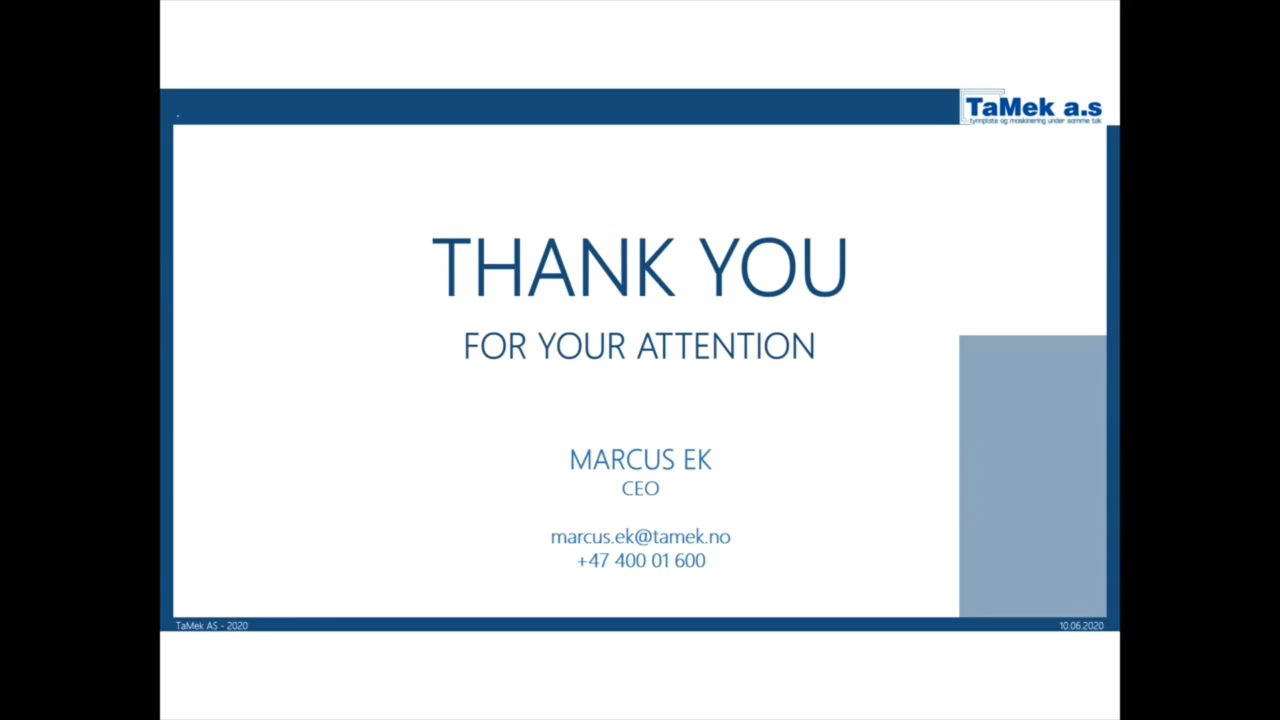 TaMek a.s
tynnplate og maskinering under samme tak
THANK YOU
FOR YOUR ATTENTION
MARCUS EK
CEO
marcus.ek@tamek.no
+47 400 01 600
TaMek AS - 2020
10.06.2020